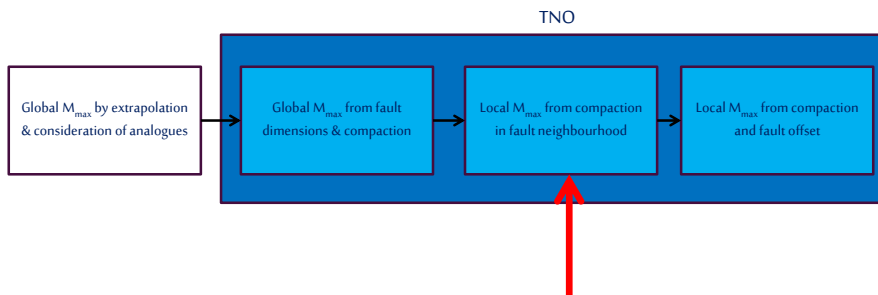 TNO
Global Mmax by extrapolation
& consideration of analogues
Global Mmax from fault
dimensions & compaction
Local Mmax from compaction
in fault neighbourhood
Local Mmax from compaction
and fault offset